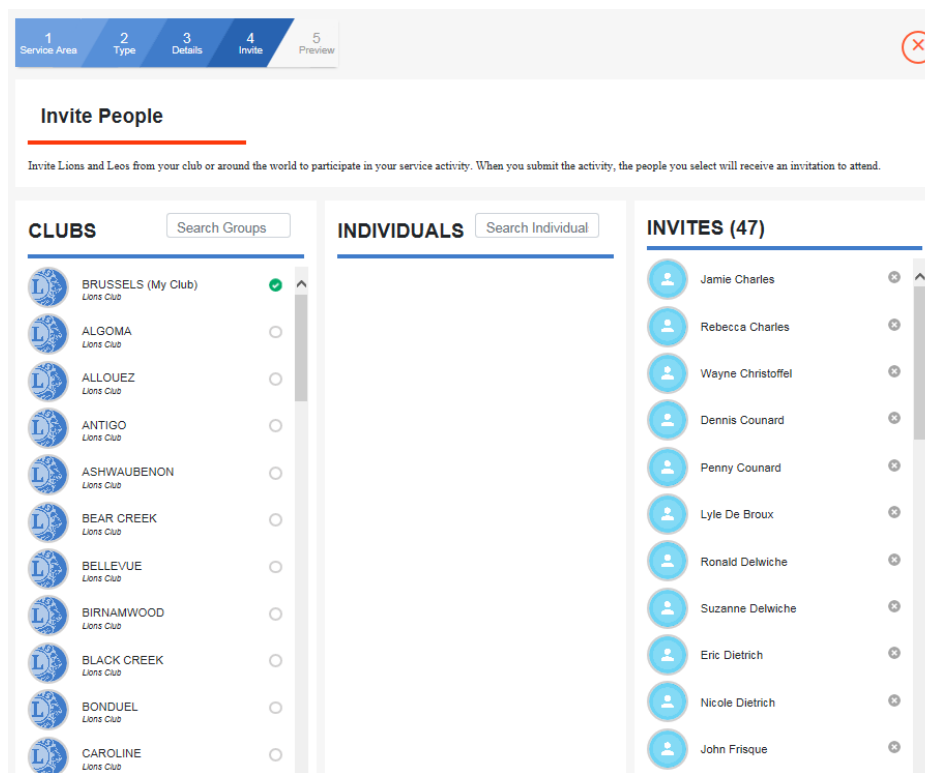 1 2 3 4 5
Service Area Type Details Invite Preview
Invite People
Invite Lions and Leos from your club or around the world to participate in your service activity. When you submit the activity, the people you select will receive an invitation to attend.
CLUBS
Search Groups
BRUSSELS (My Club)
Lions Club
ALGOMA
Lions Club
ALLOUEZ
Lions Club
ANTIGO
Lions Club
ASHWAUBENON
Lions Club
BEAR CREEK
Lions Club
BELLEVUE
Lions Club
BIRNAMWOOD
Lions Club
BLACK CREEK
Lions Club
BONDUEL
Lions Club
CAROLINE
Lions Club
INDIVIDUALS
Search Individual
INVITES (47)
Jamie Charles
Rebecca Charles
Wayne Christoffel
Dennis Counard
Penny Counard
Lyle De Broux
Ronald Delwiche
Suzanne Delwiche
Eric Dietrich
Nicole Dietrich
John Frisque